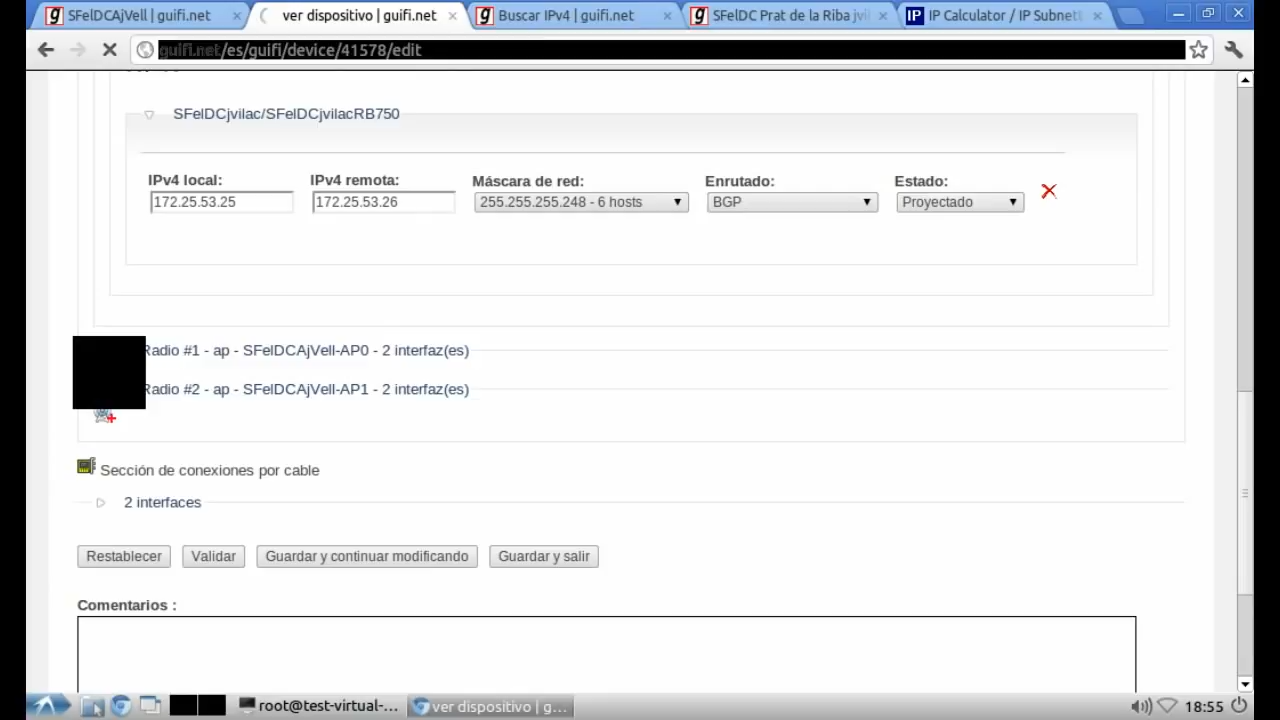 SFelDCAjVell | guifi.net
ver dispositivo | guifi.net
Buscar IPv4 | guifi.net
SFelDC Prat de la Riba jvi
IP IP Calculator / IP Subnett
/es/guifi/device/41578/edit
SFelDCjvilac/SFelDCjvilacRB750
IPv4 local: IPv4 remota: Máscara de red: Enrutado: Estado:
172.25.53.25 172.25.53.26 255.255.255.248 - 6 hosts BGP Proyectado
Radio #1 - ap - SFelDCAjVell-AP0 - 2 interfaz(es)
Radio #2 - ap - SFelDCAjVell-AP1 - 2 interfaz(es)
Sección de conexiones por cable
2 interfaces
Restablecer Validar Guardar y continuar modificando Guardar y salir
Comentarios :
root@test-virtual-... ver dispositivo | g... 18:55